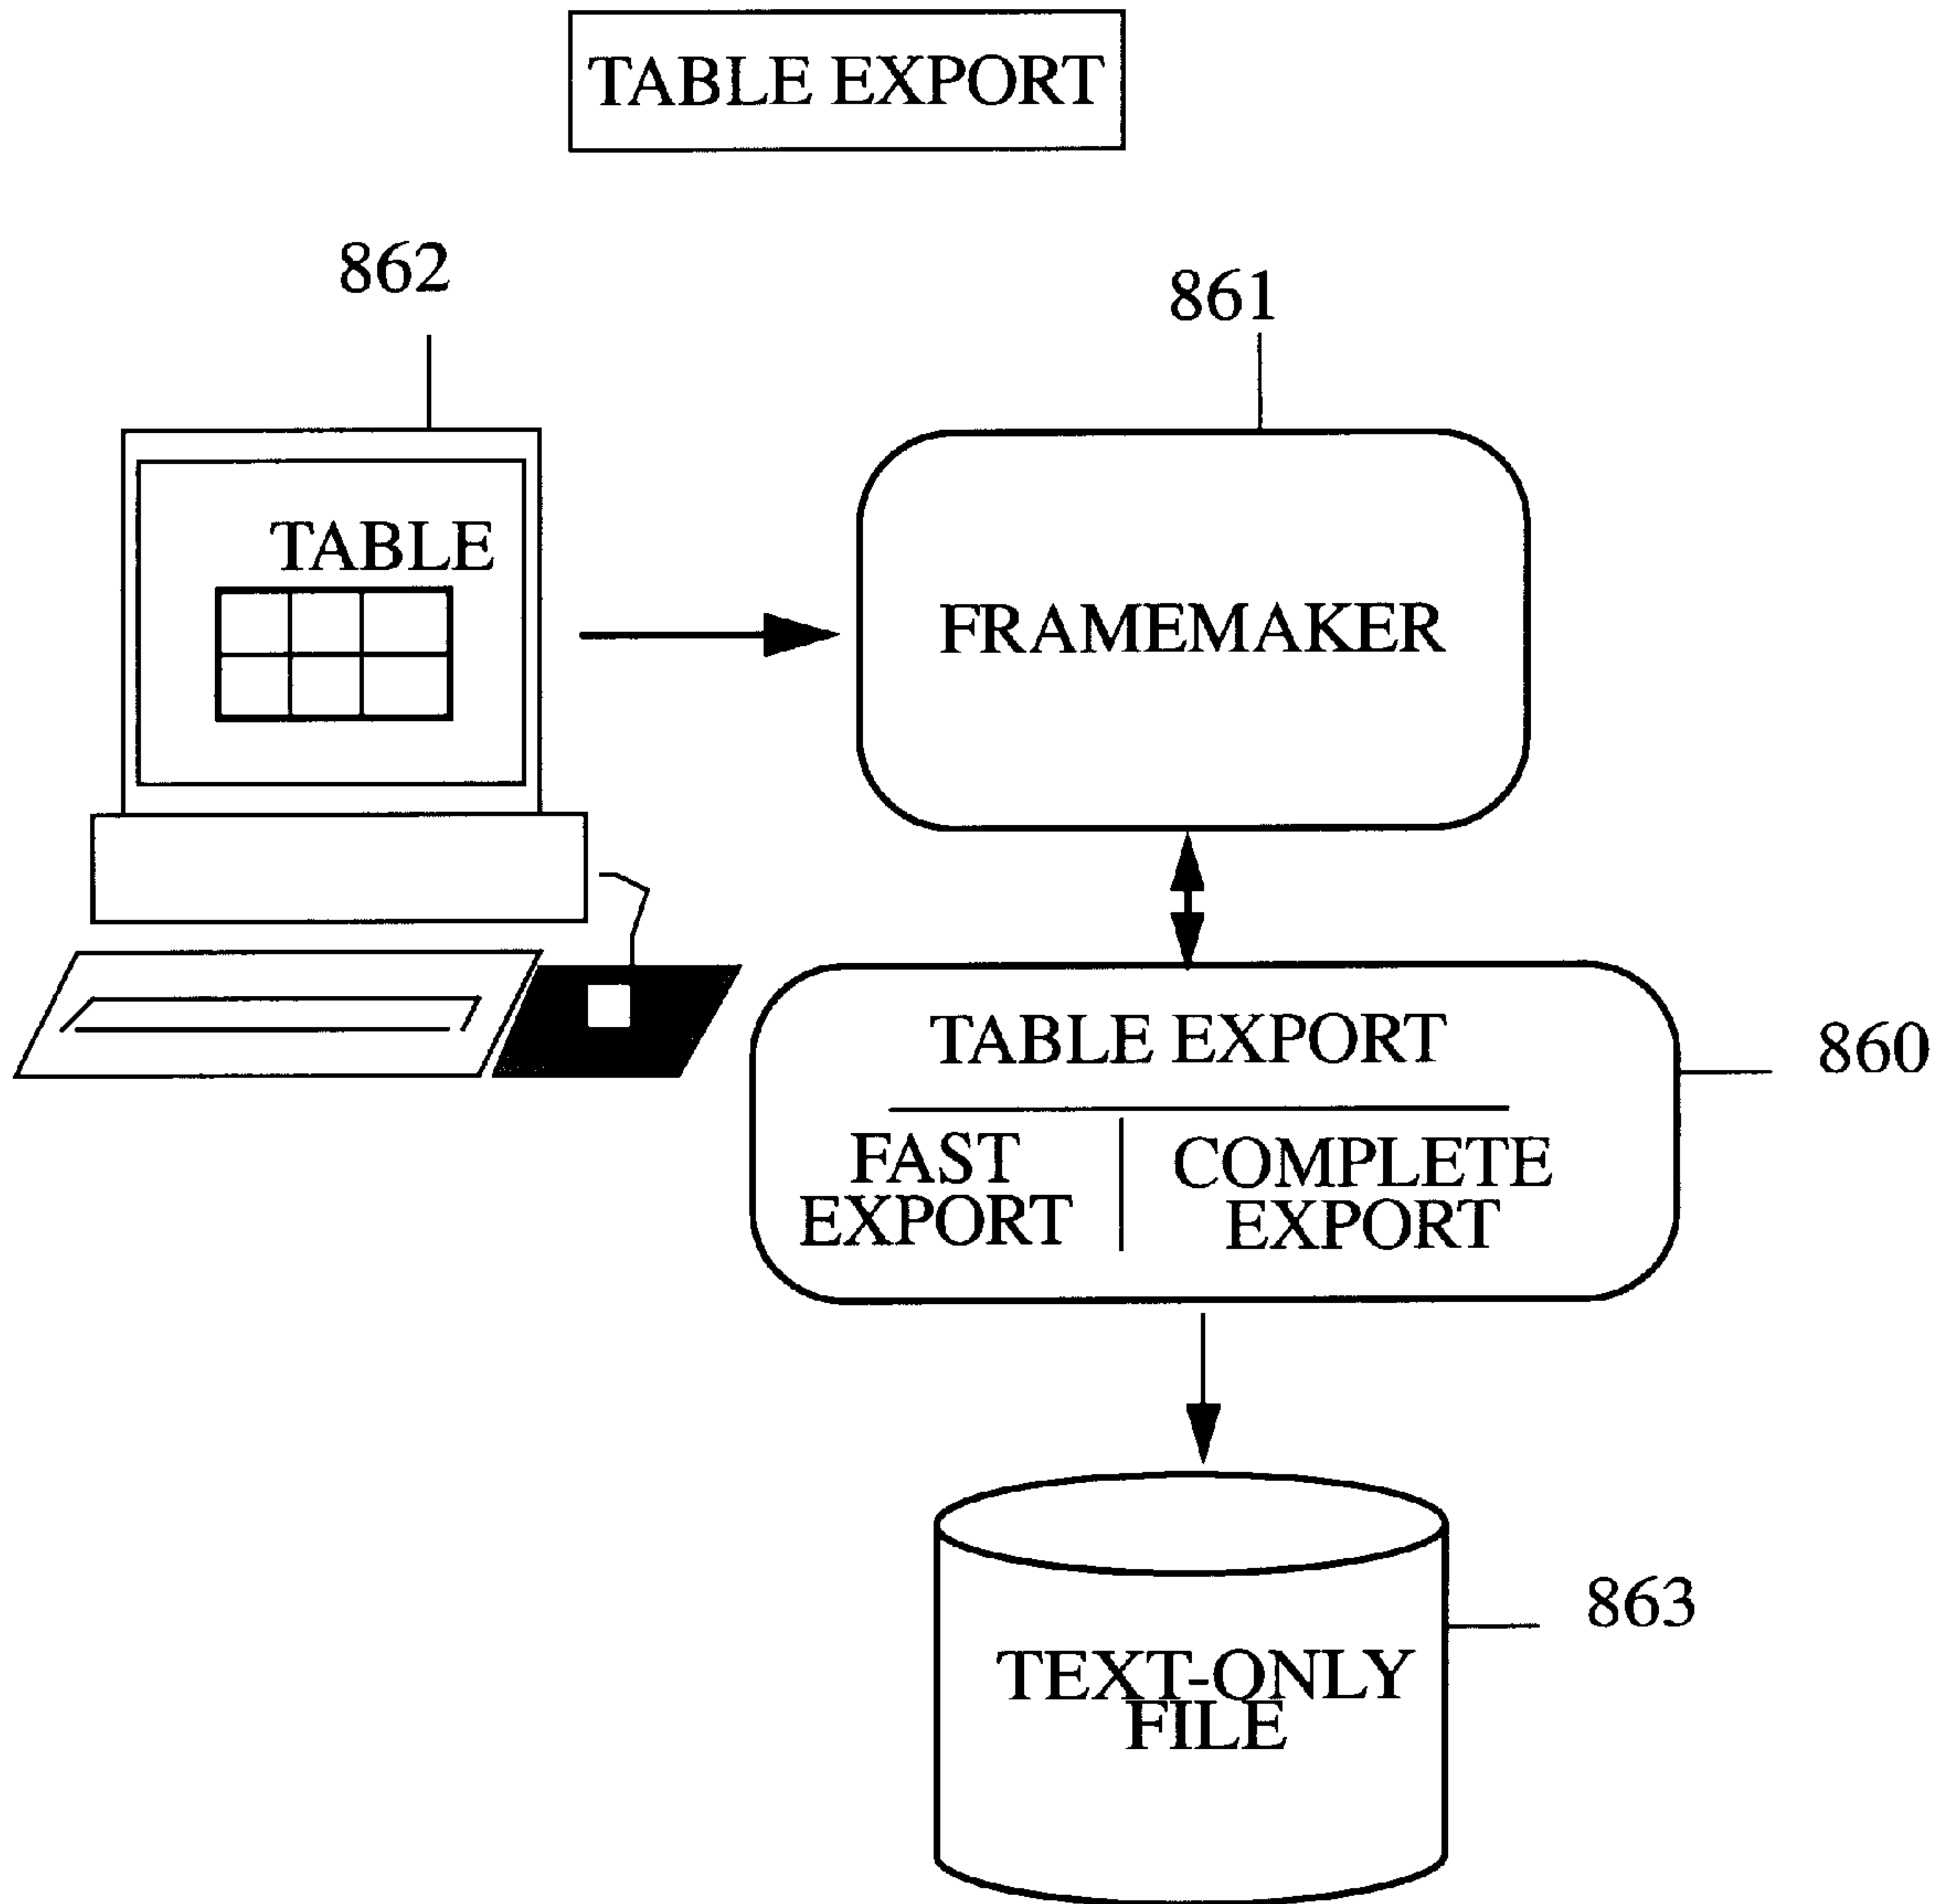 TABLE EXPORT
862
861
TABLE
FRAMEMAKER
TABLE EXPORT
860
FAST
EXPORT
COMPLETE
EXPORT
863
TEXT-ONLY
FILE